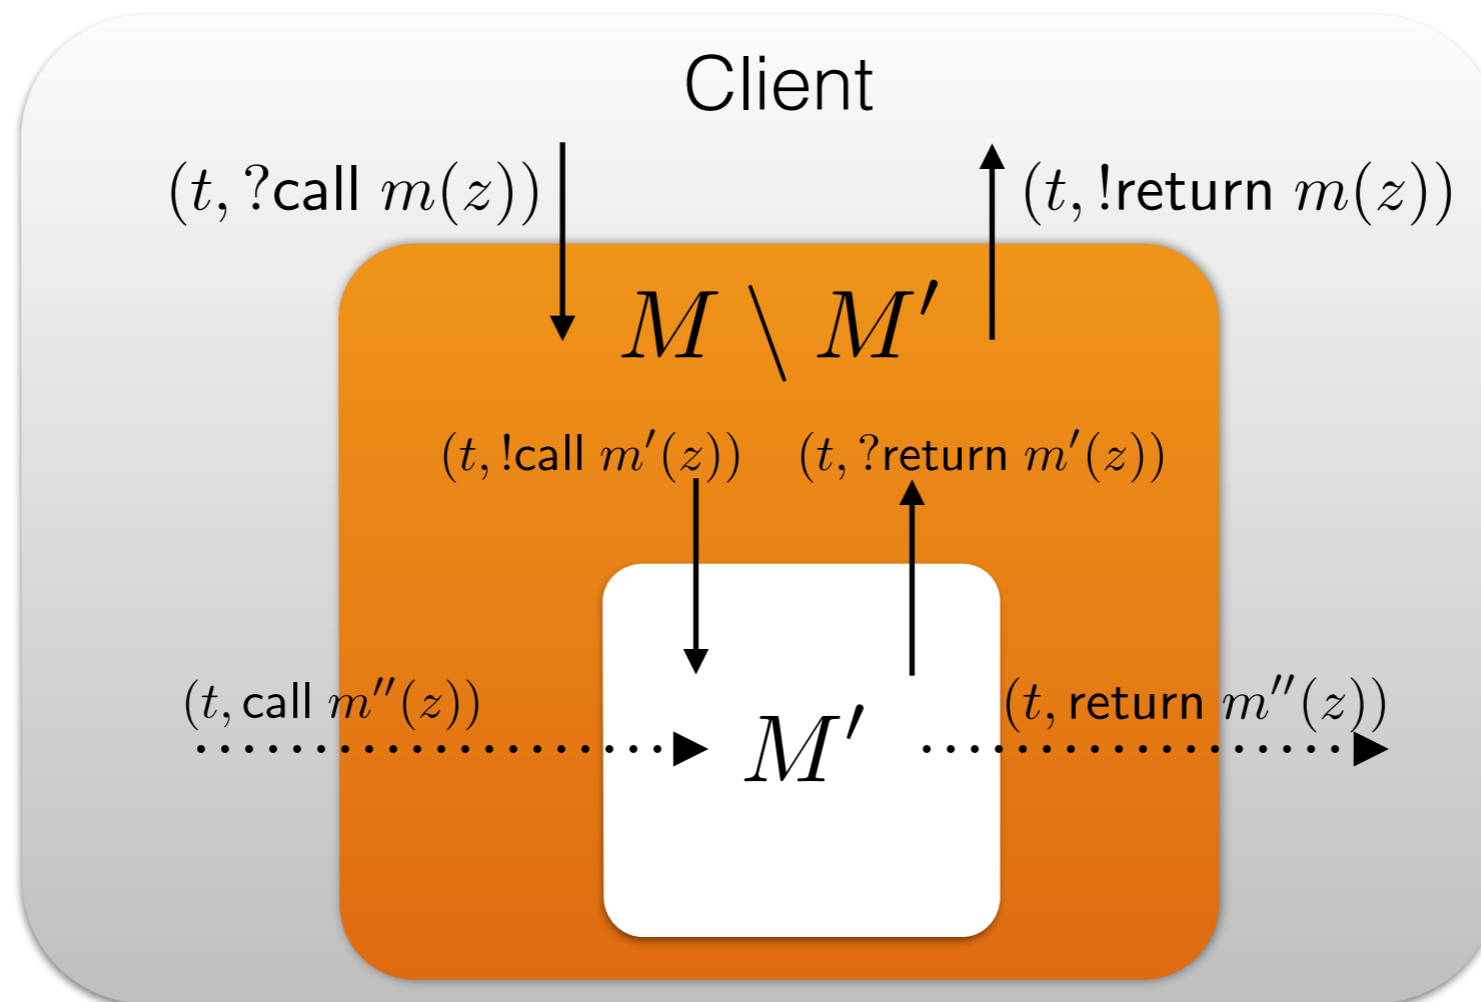 Client
(t, ?call m(z)) (t, !return m(z))
M \ M′
(t, !call m′(z)) (t, ?return m′(z))
(t, call m″(z)) (t, return m″(z))
M′